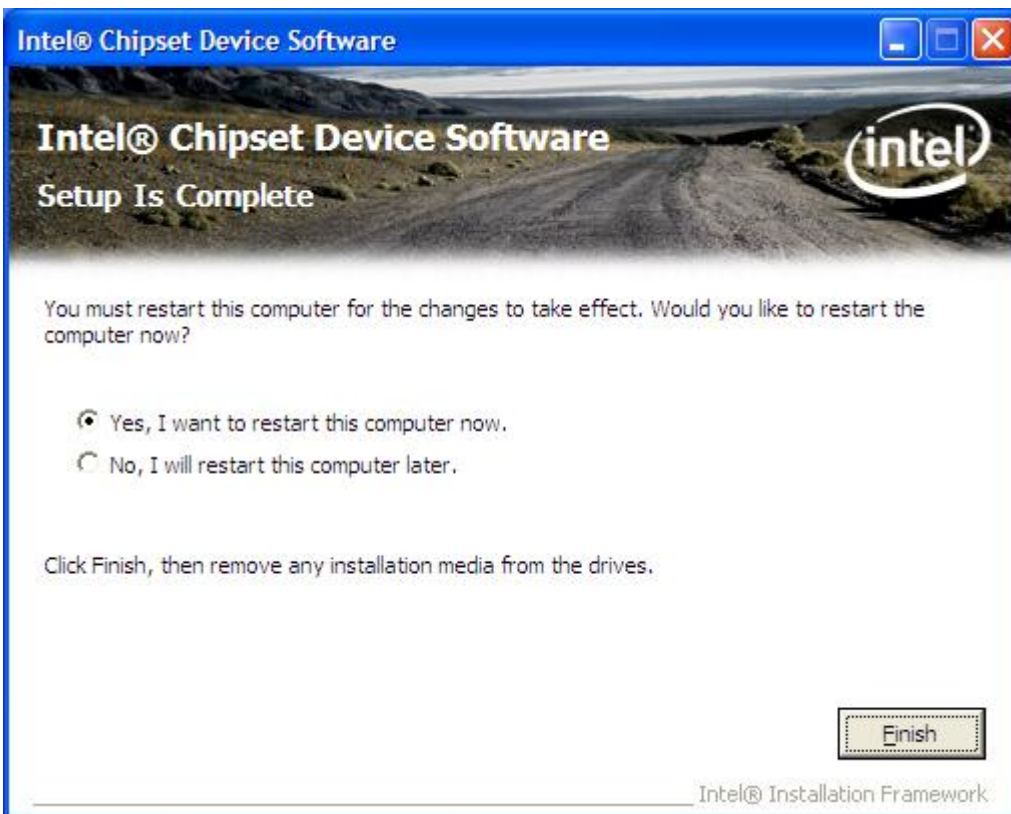 Intel® Chipset Device Software
Intel® Chipset Device Software
intel
Setup Is Complete
You must restart this computer for the changes to take effect. Would you like to restart the
computer now?
Yes, I want to restart this computer now.
No, I will restart this computer later.
Click Finish, then remove any installation media from the drives.
Finish
Intel® Installation Framework